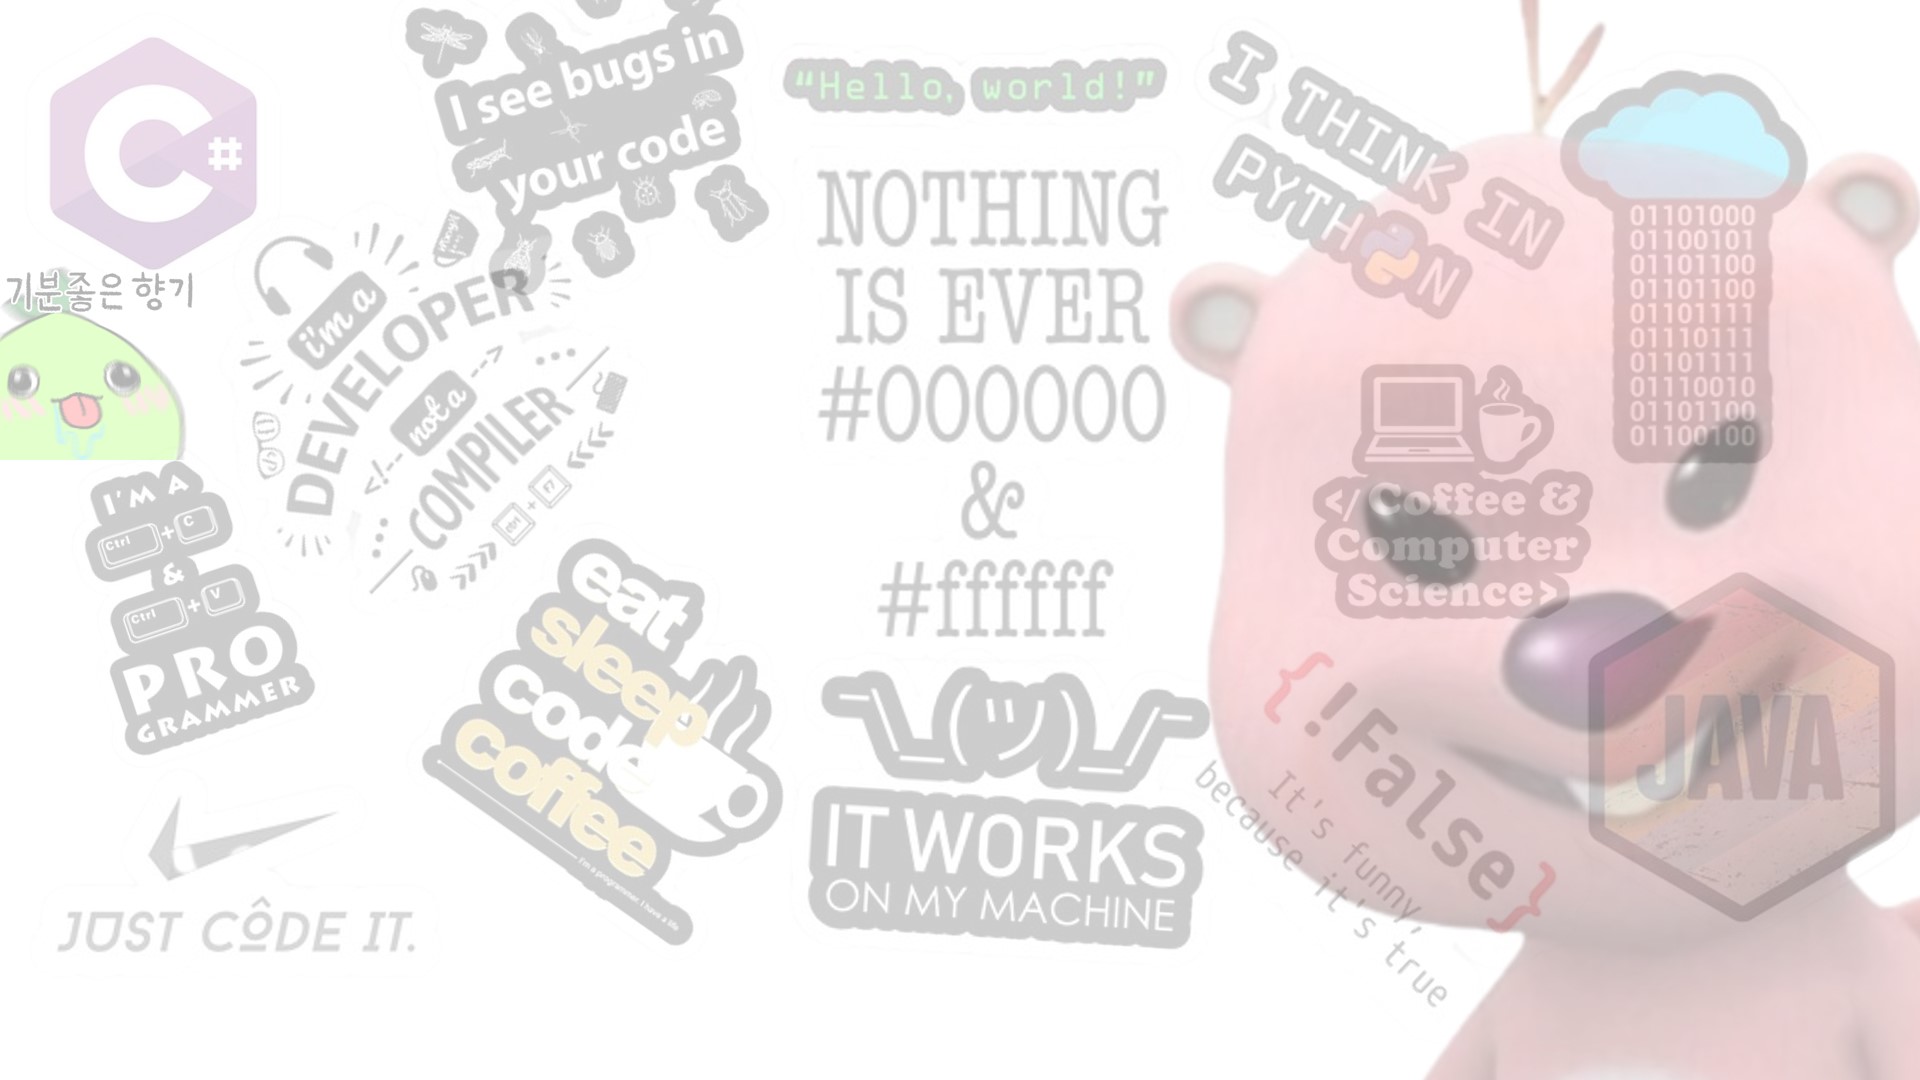 C#
기분좋은 향기
I see bugs in
your code
i'm a
DEVELOPER
<!-- not a -->
COMPILER
ctrl + F7
I'M A
Ctrl + C
&
Ctrl + V
PRO
GRAMMER
JUST CÔDE IT.
eat
sleep
code
coffee
I'm a programmer, I have a life
"Hello, world!"
NOTHING
IS EVER
#000000
&
#ffffff
¯\_(ツ)_/¯
IT WORKS
ON MY MACHINE
I THINK IN
PYTHON
01101000
01100101
01101100
01101100
01101111
01110111
01101111
01110010
01101100
01100100
</ Coffee &
Computer
Science>
{!False}
It's funny,
because it's true
JAVA